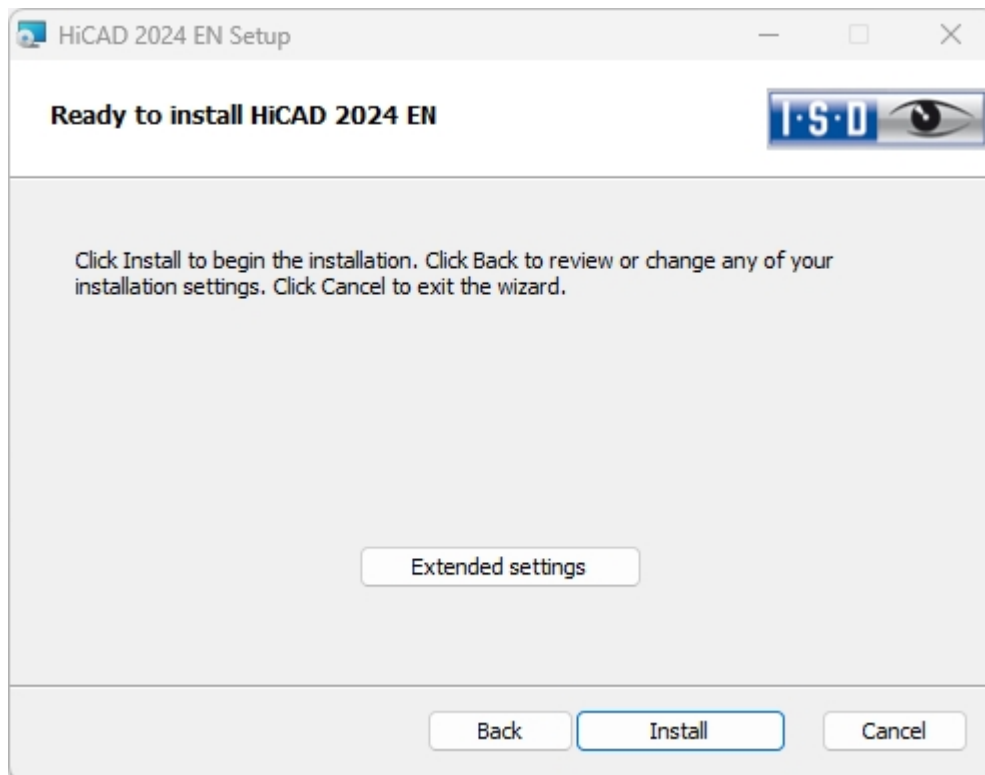 HiCAD 2024 EN Setup
Ready to install HiCAD 2024 EN
I·S·D
Click Install to begin the installation. Click Back to review or change any of your
installation settings. Click Cancel to exit the wizard.
Extended settings
Back
Install
Cancel